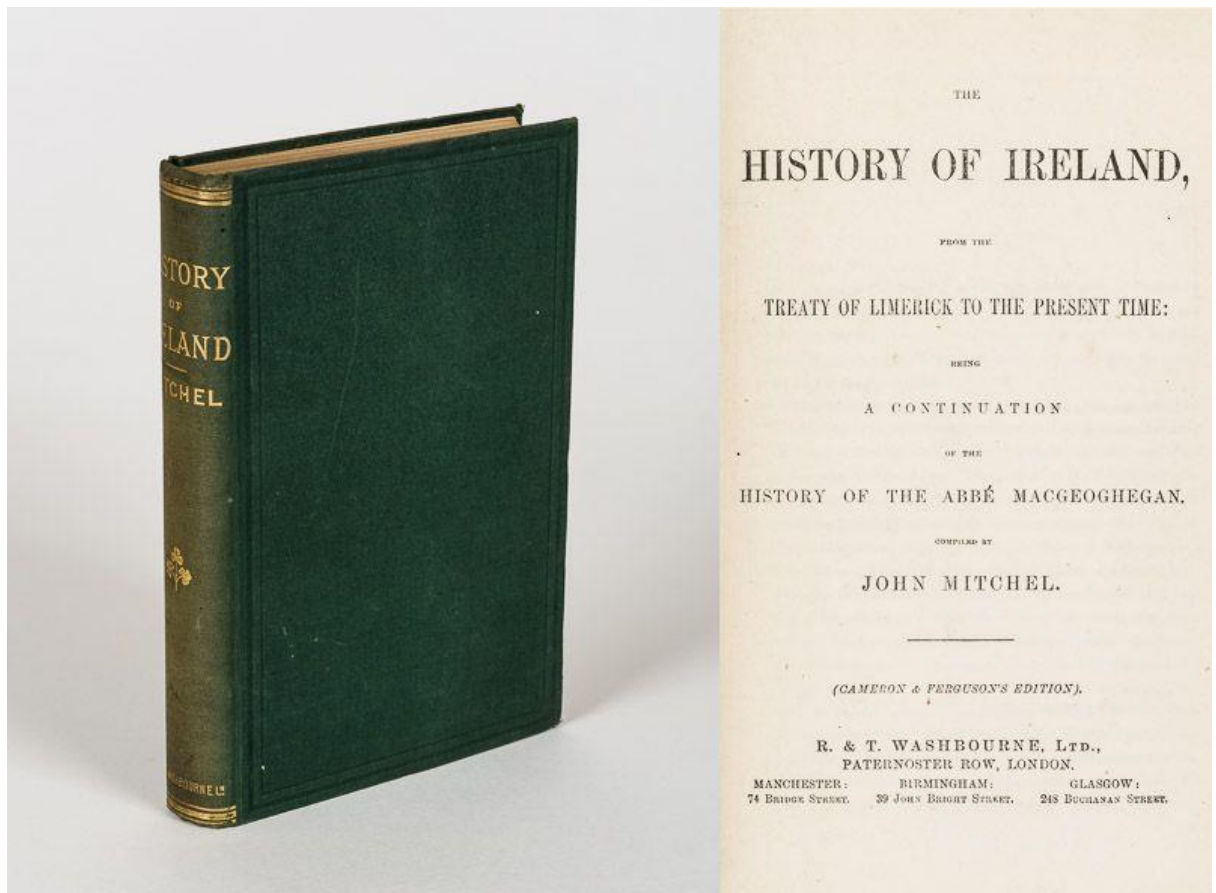 STORY
OF
ELAND
TCHEL
THE
HISTORY OF IRELAND,
FROM THE
TREATY OF LIMERICK TO THE PRESENT TIME:
BEING
A CONTINUATION
OF THE
HISTORY OF THE ABBÉ MACGEOGHEGAN.
COMPILED BY
JOHN MITCHEL.
(CAMERON & FERGUSON'S EDITION).
R. & T. WASHBOURNE, LTD.,
PATERNOSTER ROW, LONDON.
MANCHESTER: BIRMINGHAM: GLASGOW:
74 BRIDGE STREET. 39 JOHN BRIGHT STREET. 248 BUCHANAN STREET.